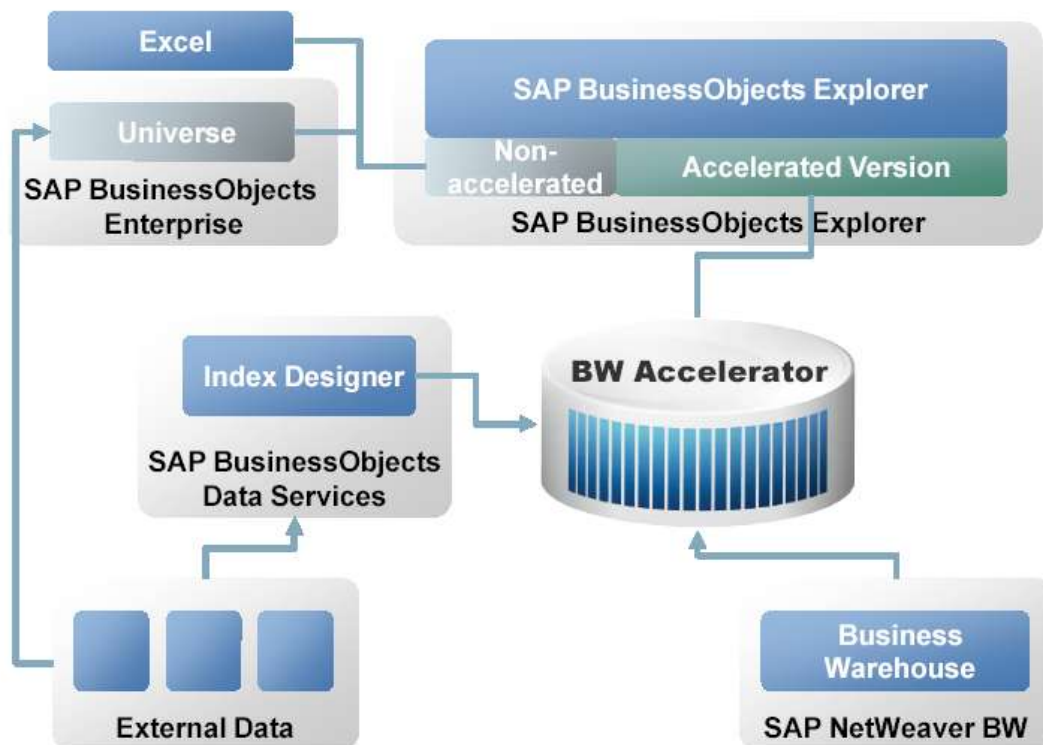 Excel
SAP BusinessObjects Explorer
Universe
Non-
accelerated
Accelerated Version
SAP BusinessObjects
Enterprise
SAP BusinessObjects Explorer
Index Designer
BW Accelerator
SAP BusinessObjects
Data Services
Business
Warehouse
External Data
SAP NetWeaver BW